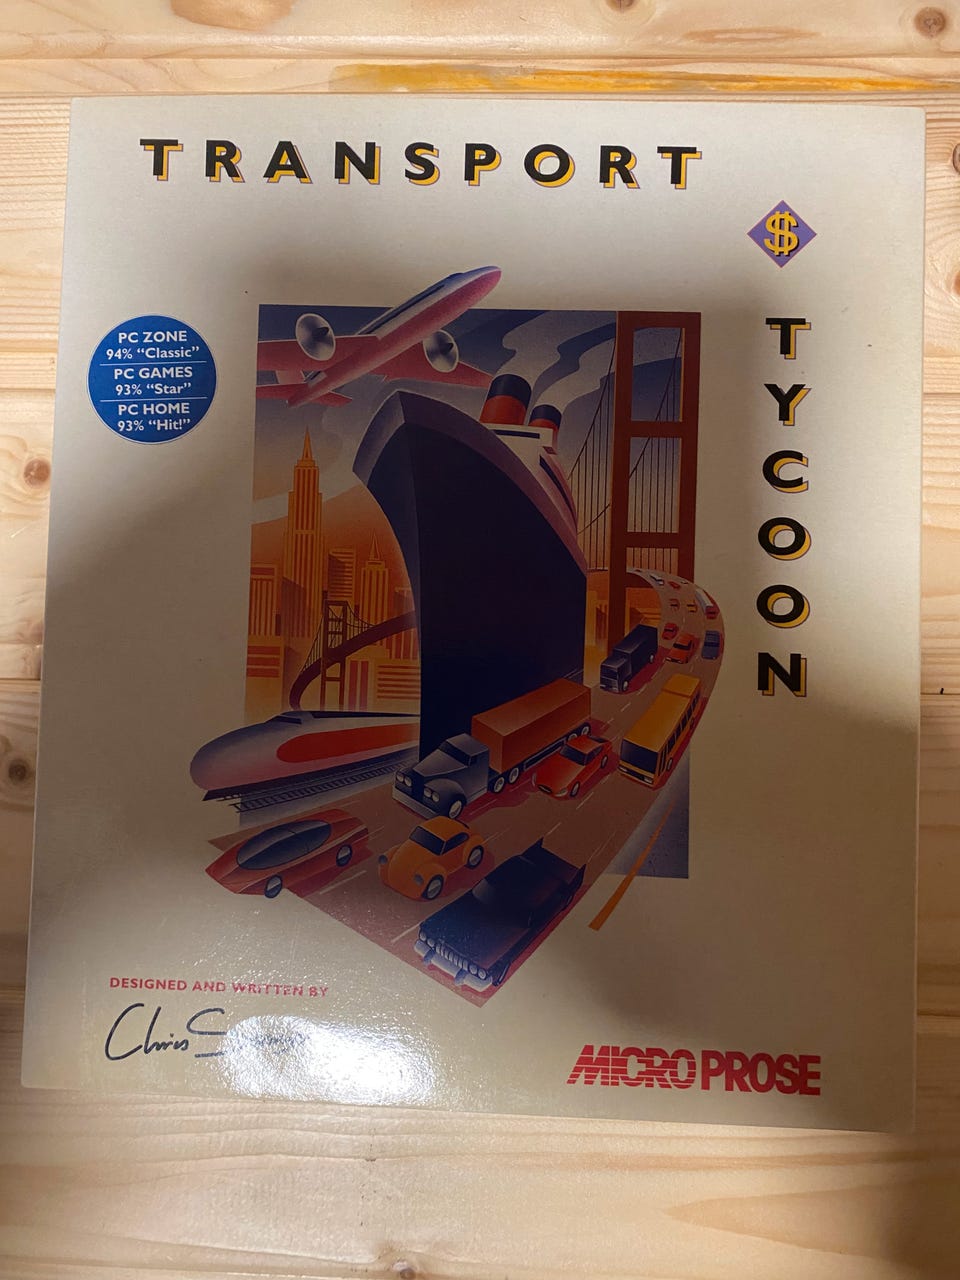 TRANSPORT
$
TYCOON
PC ZONE
94% “Classic”
PC GAMES
93% “Star”
PC HOME
93% “Hit!”
DESIGNED AND WRITTEN BY
Chris
MICROPROSE